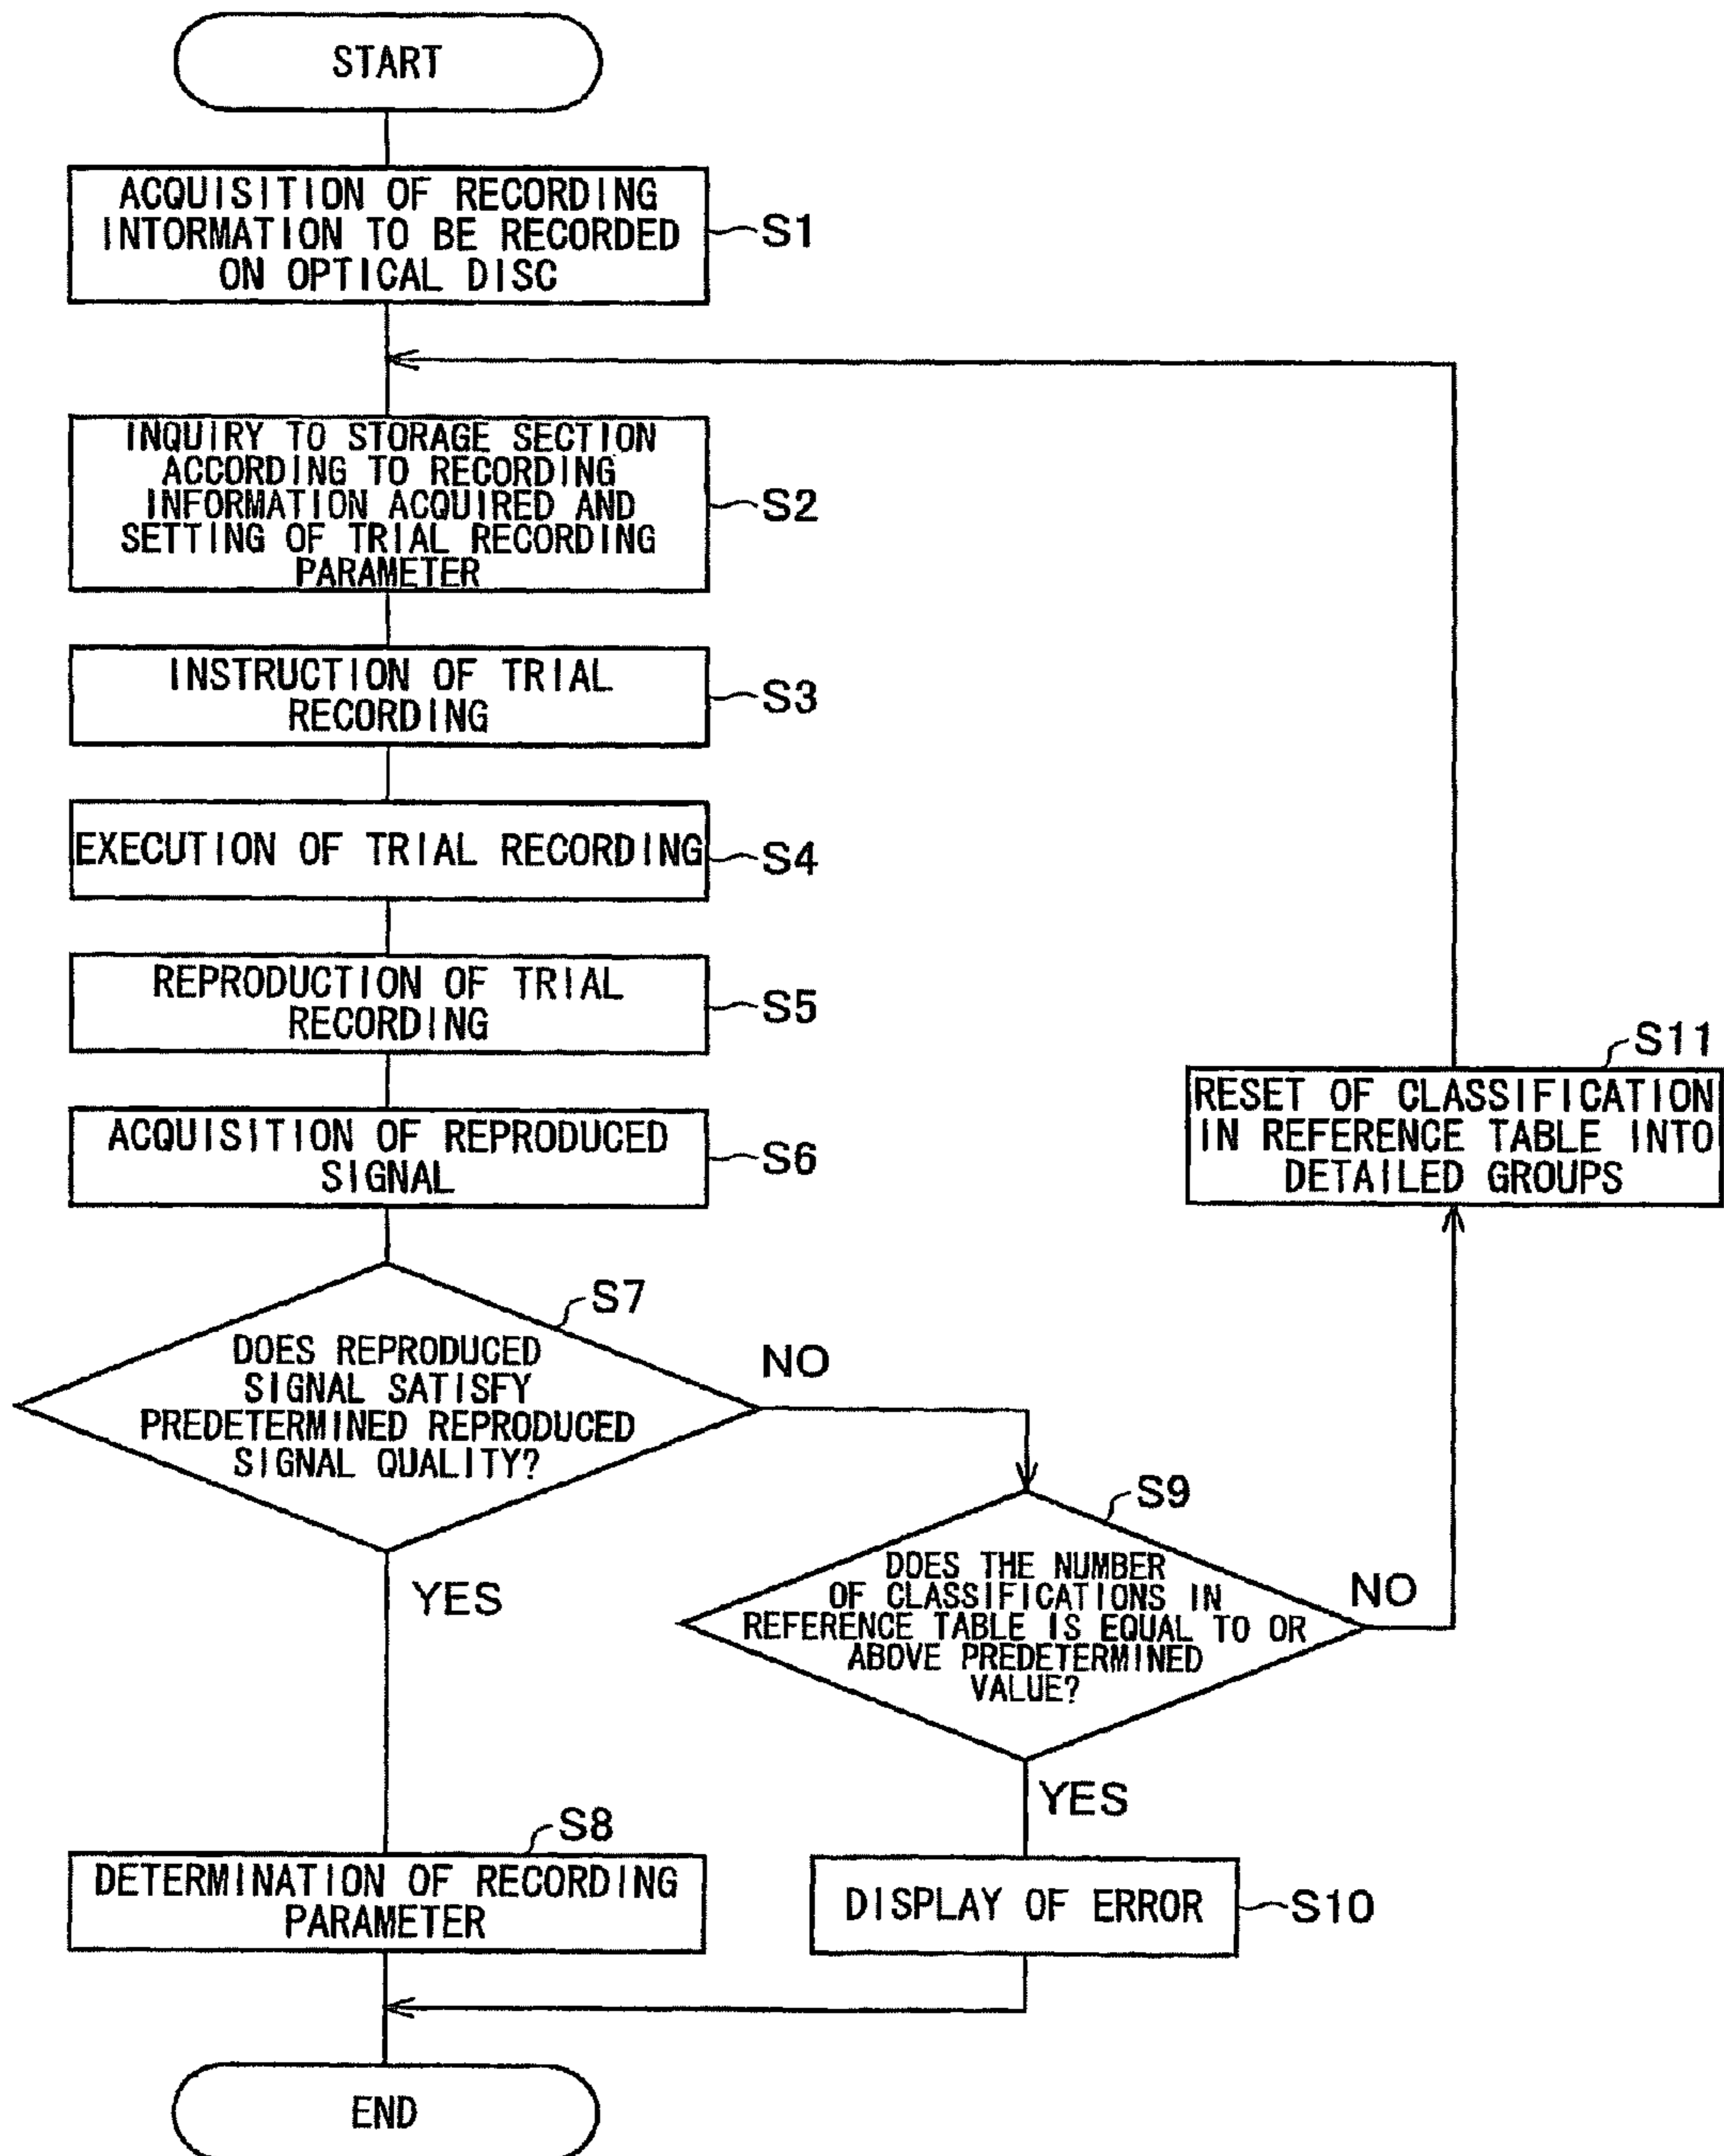 START
ACQUISITION OF RECORDING
INTORMATION TO BE RECORDED
ON OPTICAL DISC
S1
INQUIRY TO STORAGE SECTION
ACCORDING TO RECORDING
INFORMATION ACQUIRED AND
SETTING OF TRIAL RECORDING
PARAMETER
S2
INSTRUCTION OF TRIAL
RECORDING
S3
EXECUTION OF TRIAL RECORDING
S4
REPRODUCTION OF TRIAL
RECORDING
S5
ACQUISITION OF REPRODUCED
SIGNAL
S6
S7
DOES REPRODUCED
SIGNAL SATISFY
PREDETERMINED REPRODUCED
SIGNAL QUALITY?
NO
YES
S8
DETERMINATION OF RECORDING
PARAMETER
S9
DOES THE NUMBER
OF CLASSIFICATIONS IN
REFERENCE TABLE IS EQUAL TO OR
ABOVE PREDETERMINED
VALUE?
NO
YES
DISPLAY OF ERROR
S10
S11
RESET OF CLASSIFICATION
IN REFERENCE TABLE INTO
DETAILED GROUPS
END